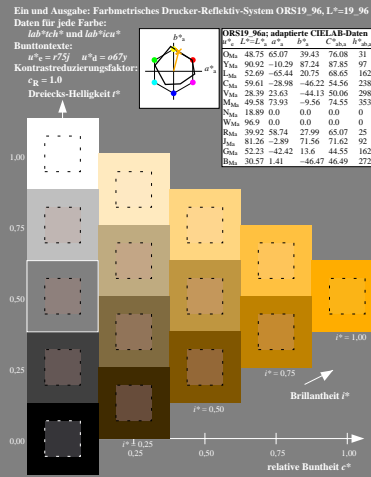 Ein und Ausgabe: Farbmetrisches Drucker-Reflektiv-System ORS19_96, L*=19_96
Daten für jede Farbe:
lab*tch* und lab*icu*
Bunttontexte:
u*e = r75j u*d = o67y
Kontrastreduzierungsfaktor:
cR = 1.0
Dreiecks-Helligkeit t*
b*a
a*a
ORS19_96a; adaptierte CIELAB-Daten
u*e L*=L*a a*a b*a C*ab,a h*ab,a
OMa 48.75 65.07 39.43 76.08 31
YMa 90.92 -10.29 87.24 87.85 97
LMa 52.69 -65.44 20.75 68.65 162
CMa 59.61 -28.98 -46.22 54.56 238
VMa 28.39 23.63 -44.13 50.06 298
MMa 49.58 73.93 -9.56 74.55 353
NMa 18.89 0.0 0.0 0.0 0
WMa 96.9 0.0 0.0 0.0 0
RMa 39.92 58.74 27.99 65.07 25
JMa 81.26 -2.89 71.56 71.62 92
GMa 52.23 -42.42 13.6 44.55 162
BMa 30.57 1.41 -46.47 46.49 272
1,00
0,75
0,50
0,25
0,00
i* = 1,00
i* = 0,75
i* = 0,50
i* = 0,25
Brillantheit i*
0,25 0,50 0,75 1,00
relative Buntheit c*